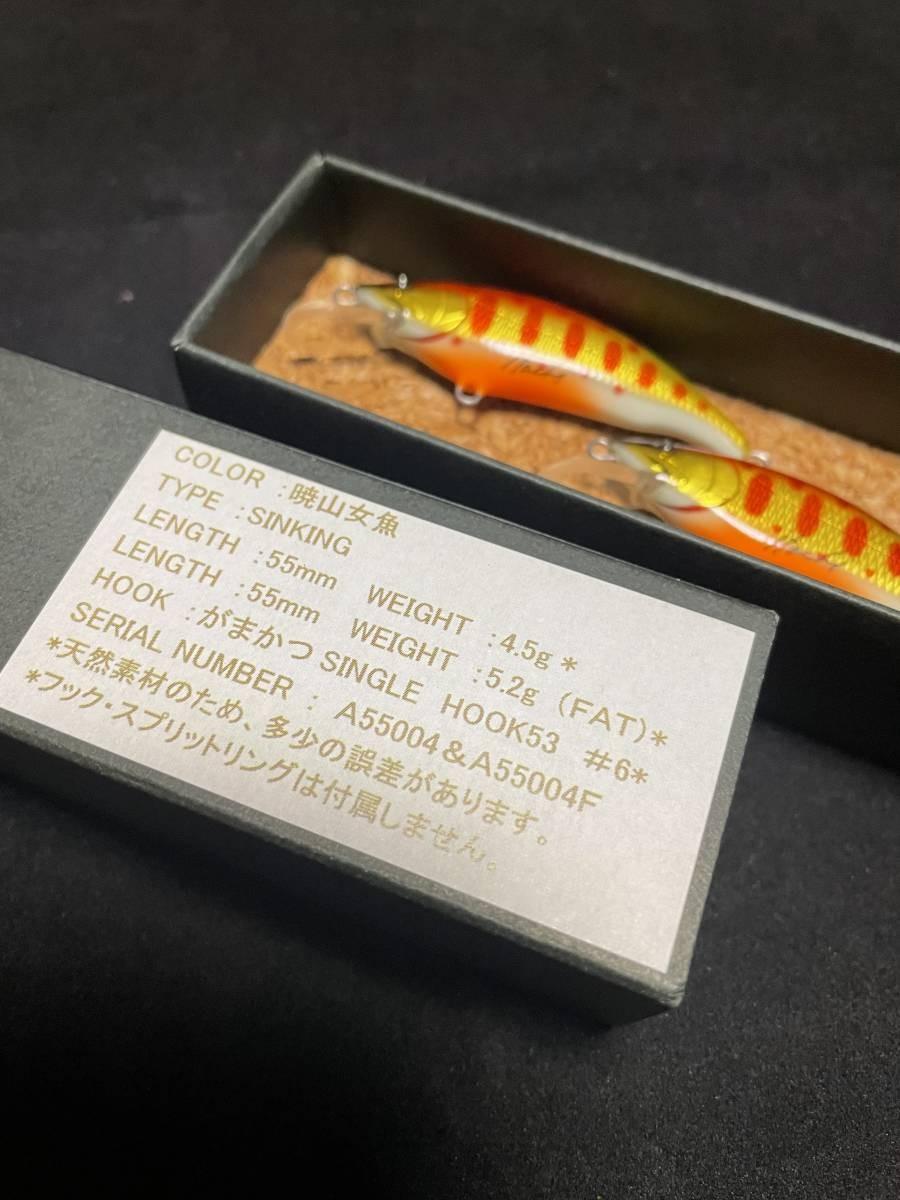 COLOR :暁山女魚
TYPE :SINKING
LENGTH :55mm WEIGHT :4.5g *
LENGTH :55mm WEIGHT :5.2g (FAT)*
HOOK :がまかつ SINGLE HOOK53 #6*
SERIAL NUMBER : A55004&A55004F
*天然素材のため、多少の誤差があります。
*フック・スプリットリングは付属しません。